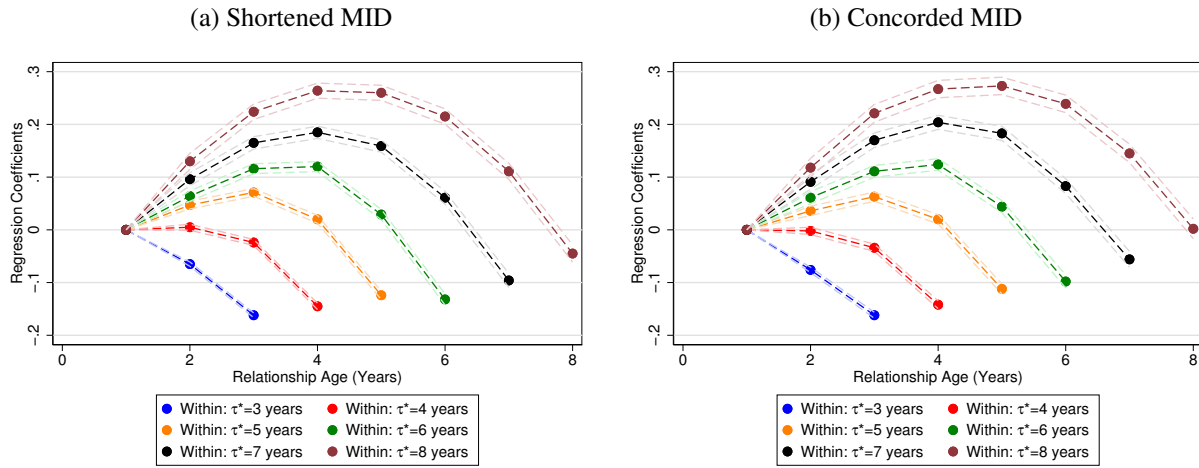 (a) Shortened MID
Regression Coefficients
.3
.2
.1
0
-.1
-.2
0 2 4 6 8
Relationship Age (Years)
Within: τ*=3 years Within: τ*=4 years
Within: τ*=5 years Within: τ*=6 years
Within: τ*=7 years Within: τ*=8 years
(b) Concorded MID
Regression Coefficients
.3
.2
.1
0
-.1
-.2
0 2 4 6 8
Relationship Age (Years)
Within: τ*=3 years Within: τ*=4 years
Within: τ*=5 years Within: τ*=6 years
Within: τ*=7 years Within: τ*=8 years